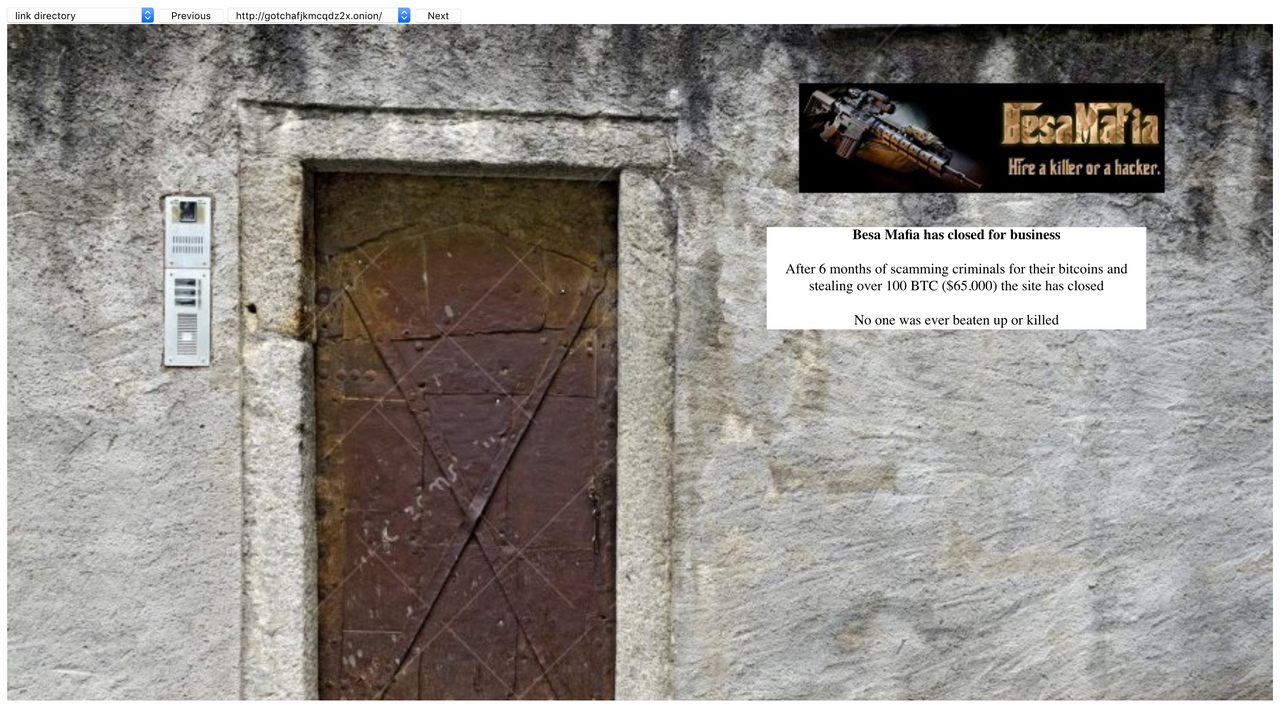 link directory
Previous
http://gotchafjkmcqdz2x.onion/
Next
BesaMafia
Hire a killer or a hacker.
Besa Mafia has closed for business
After 6 months of scamming criminals for their bitcoins and
stealing over 100 BTC ($65.000) the site has closed
No one was ever beaten up or killed